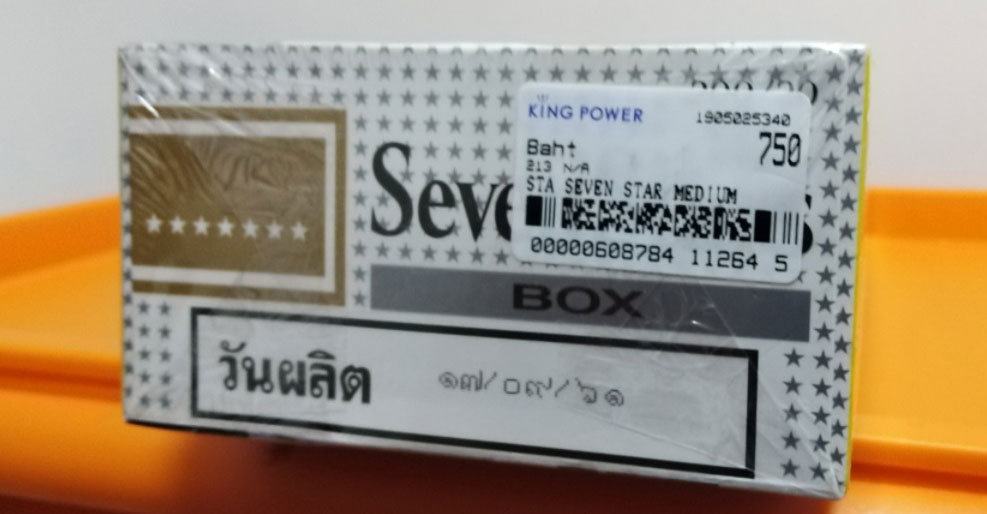 KING POWER 1905025340
Baht 750
213 N/A
STA SEVEN STAR MEDIUM
00000608784 11264 5
Seve
BOX
วันผลิต ๑๗/๐๙/๖๑